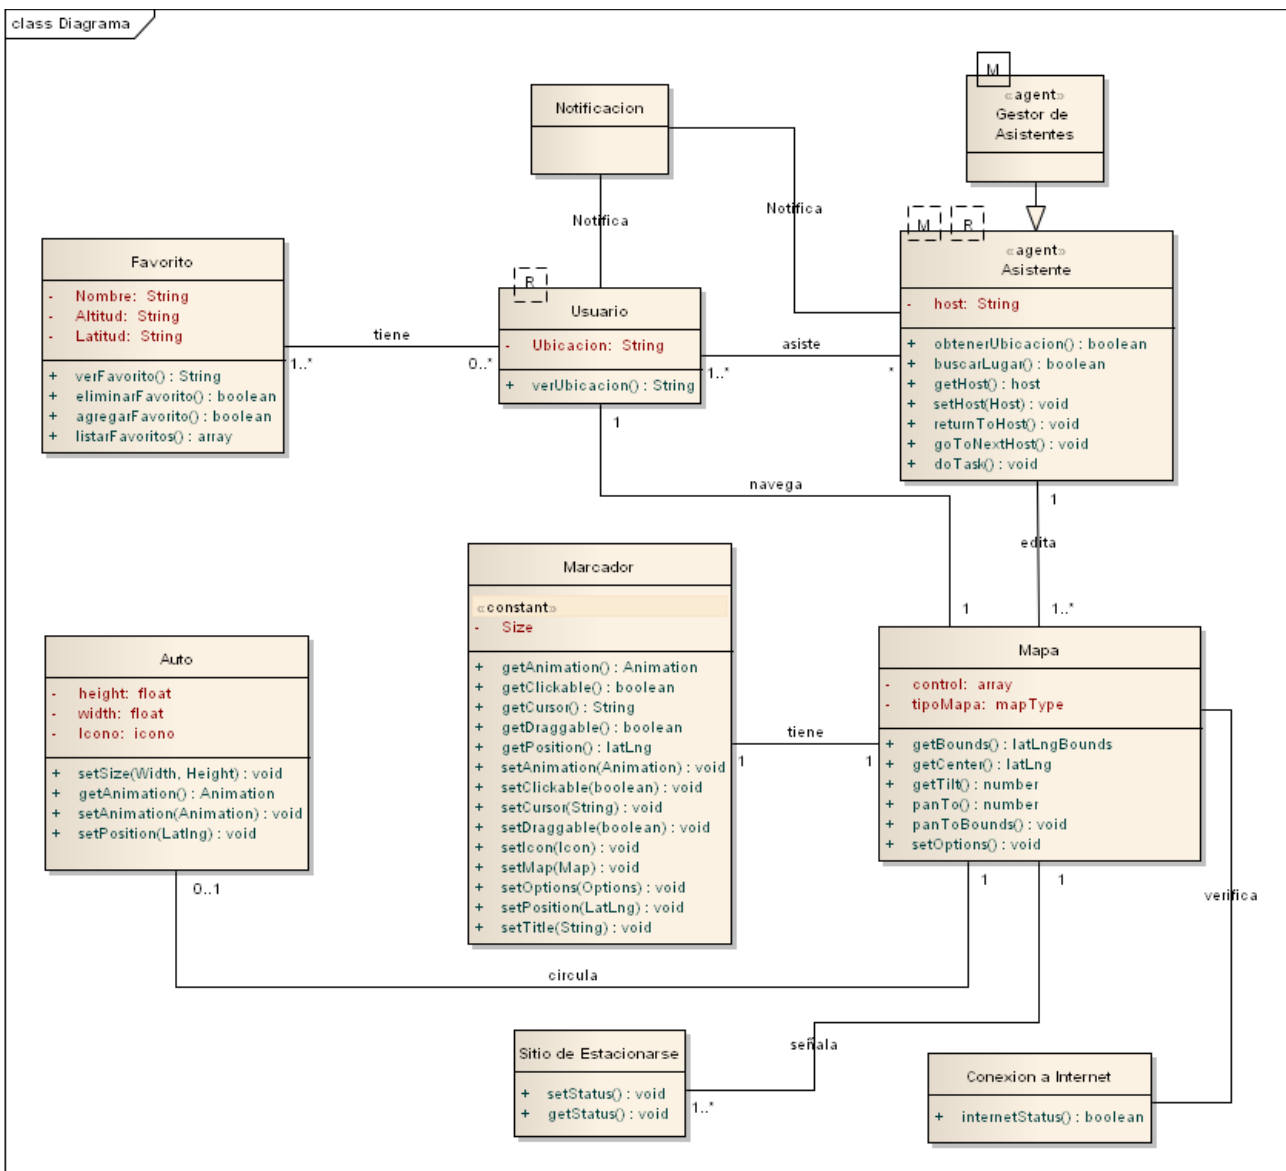 class Diagrama
M
«agent»
Gestor de
Asistentes
Notificacion
Notifica
Notifica
M
R
«agent»
Asistente
- host: String
+ obtenerUbicacion() : boolean
+ buscarLugar() : boolean
+ getHost() : host
+ setHost(Host) : void
+ returnToHost() : void
+ goToNextHost() : void
+ doTask() : void
Favorito
- Nombre: String
- Altitud: String
- Latitud: String
+ verFavorito() : String
+ eliminarFavorito() : boolean
+ agregarFavorito() : boolean
+ listarFavoritos() : array
tiene
1..*
0..*
R
Usuario
- Ubicacion: String
+ verUbicacion() : String
asiste
1..*
*
1
navega
1
1
edita
1..*
Marcador
«constant»
- Size
+ getAnimation() : Animation
+ getClickable() : boolean
+ getCursor() : String
+ getDraggable() : boolean
+ getPosition() : latLng
+ setAnimation(Animation) : void
+ setClickable(boolean) : void
+ setCursor(String) : void
+ setDraggable(boolean) : void
+ setIcon(Icon) : void
+ setMap(Map) : void
+ setOptions(Options) : void
+ setPosition(LatLng) : void
+ setTitle(String) : void
tiene
1
1
Mapa
- control: array
- tipoMapa: mapType
+ getBounds() : latLngBounds
+ getCenter() : latLng
+ getTilt() : number
+ panTo() : number
+ panToBounds() : void
+ setOptions() : void
Auto
- height: float
- width: float
- Icono: icono
+ setSize(Width, Height) : void
+ getAnimation() : Animation
+ setAnimation(Animation) : void
+ setPosition(Latlng) : void
0..1
1
1
verifica
circula
señala
Sitio de Estacionarse
+ setStatus() : void
+ getStatus() : void
1..*
Conexion a Internet
+ internetStatus() : boolean